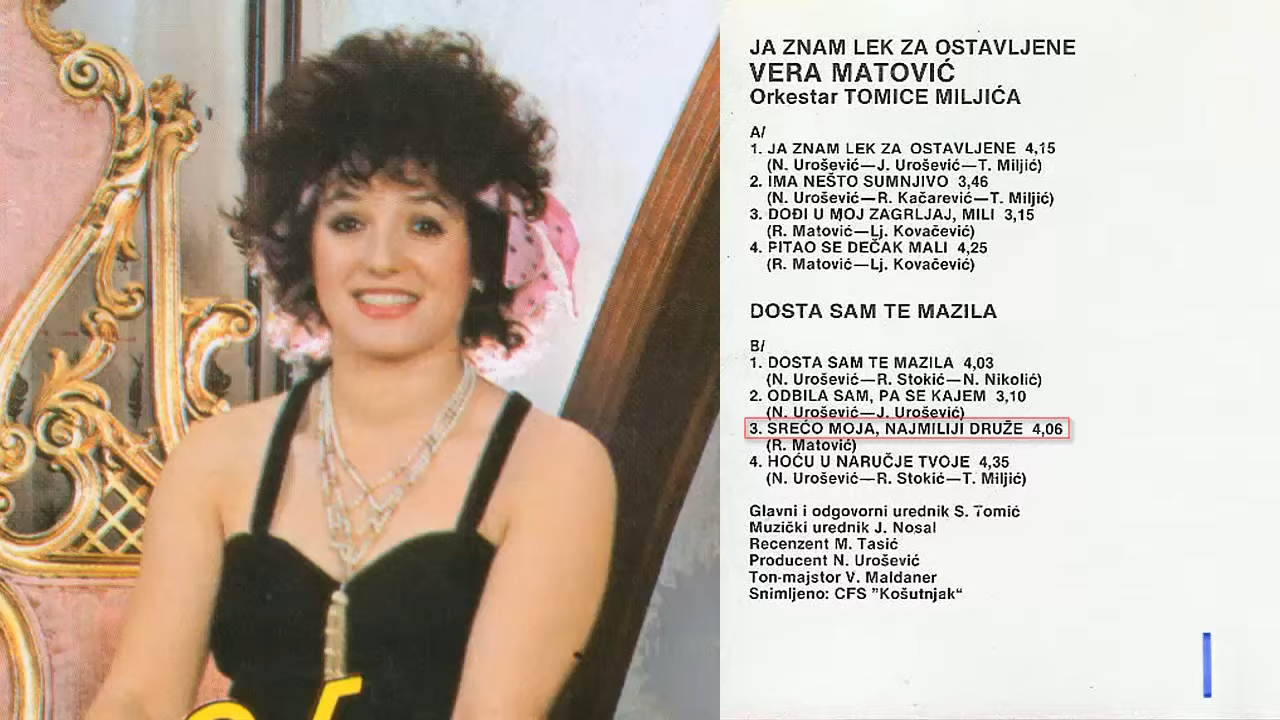 JA ZNAM LEK ZA OSTAVLJENE
VERA MATOVIĆ
Orkestar TOMICE MILJIĆA
A/
1. JA ZNAM LEK ZA OSTAVLJENE 4,15
(N. Urošević—J. Urošević—T. Miljić)
2. IMA NEŠTO SUMNJIVO 3,46
(N. Urošević—R. Kačarević—T. Miljić)
3. DOĐI U MOJ ZAGRLJAJ, MILI 3,15
(R. Matović—Lj. Kovačević)
4. PITAO SE DEČAK MALI 4,25
(R. Matović—Lj. Kovačević)
DOSTA SAM TE MAZILA
B/
1. DOSTA SAM TE MAZILA 4,03
(N. Urošević—R. Stokić—N. Nikolić)
2. ODBILA SAM, PA SE KAJEM 3,10
(N. Urošević—J. Urošević)
3. SREĆO MOJA, NAJMILIJI DRUŽE 4,06
(R. Matović)
4. HOĆU U NARUČJE TVOJE 4,35
(N. Urošević—R. Stokić—T. Miljić)
Glavni i odgovorni urednik S. Tomić
Muzički urednik J. Nosal
Recenzent M. Tasić
Producent N. Urošević
Ton-majstor V. Maldaner
Snimljeno: CFS "Košutnjak"